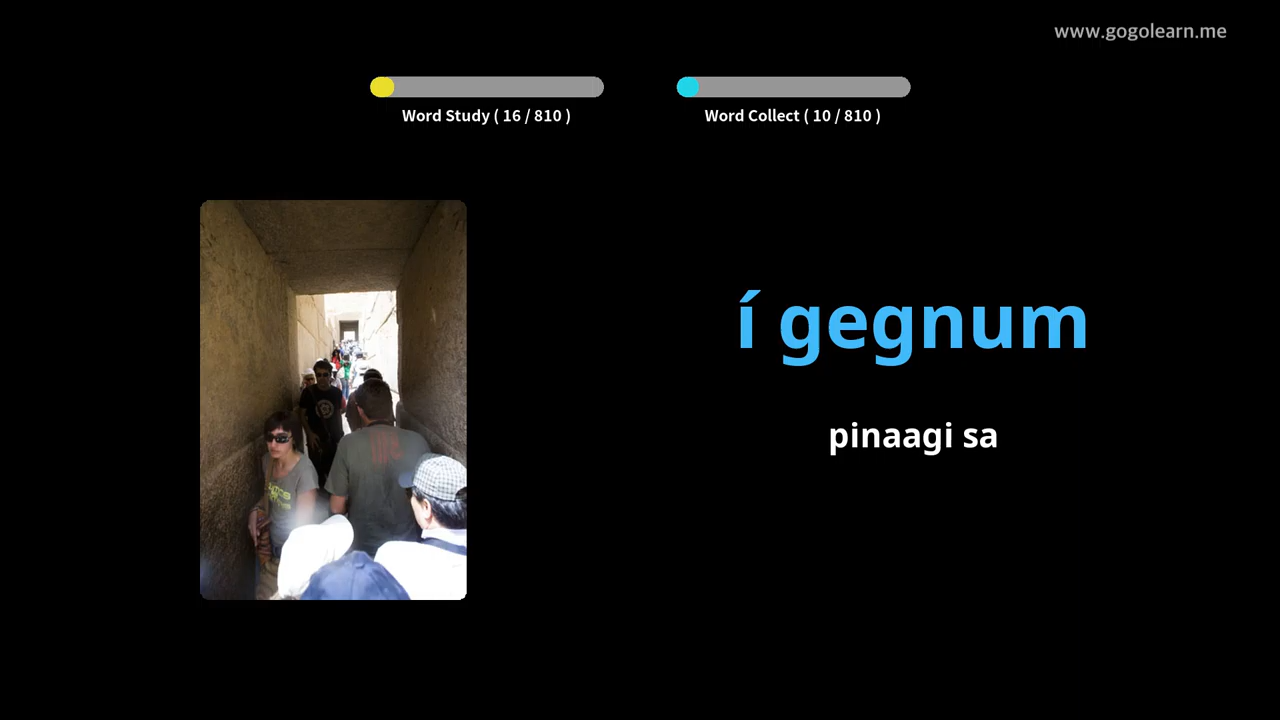 www.gogolearn.me
Word Study ( 16 / 810 )
Word Collect ( 10 / 810 )
í gegnum
pinaagi sa